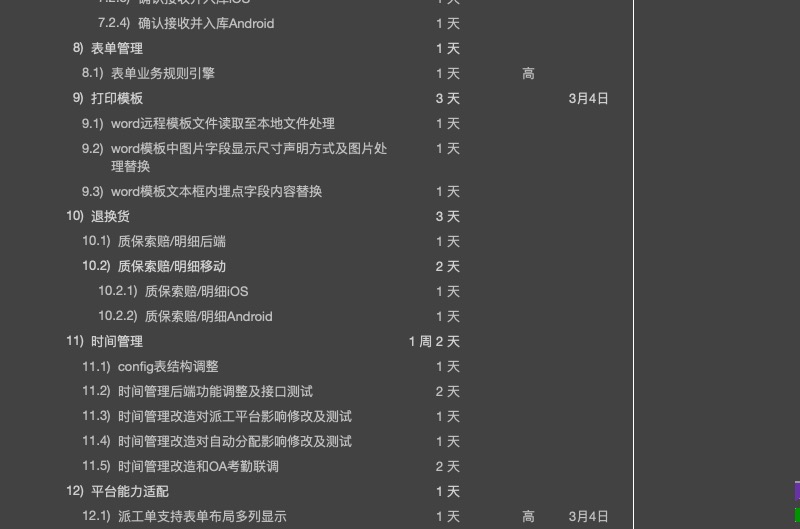 7.2.3) 确认接收并入库iOS 1 天
7.2.4) 确认接收并入库Android 1 天
8) 表单管理 1 天
8.1) 表单业务规则引擎 1 天 高
9) 打印模板 3 天 3月4日
9.1) word远程模板文件读取至本地文件处理 1 天
9.2) word模板中图片字段显示尺寸声明方式及图片处 1 天
理替换
9.3) word模板文本框内埋点字段内容替换 1 天
10) 退换货 3 天
10.1) 质保索赔/明细后端 1 天
10.2) 质保索赔/明细移动 2 天
10.2.1) 质保索赔/明细iOS 1 天
10.2.2) 质保索赔/明细Android 1 天
11) 时间管理 1 周 2 天
11.1) config表结构调整 1 天
11.2) 时间管理后端功能调整及接口测试 2 天
11.3) 时间管理改造对派工平台影响修改及测试 1 天
11.4) 时间管理改造对自动分配影响修改及测试 1 天
11.5) 时间管理改造和OA考勤联调 2 天
12) 平台能力适配 1 天
12.1) 派工单支持表单布局多列显示 1 天 高 3月4日